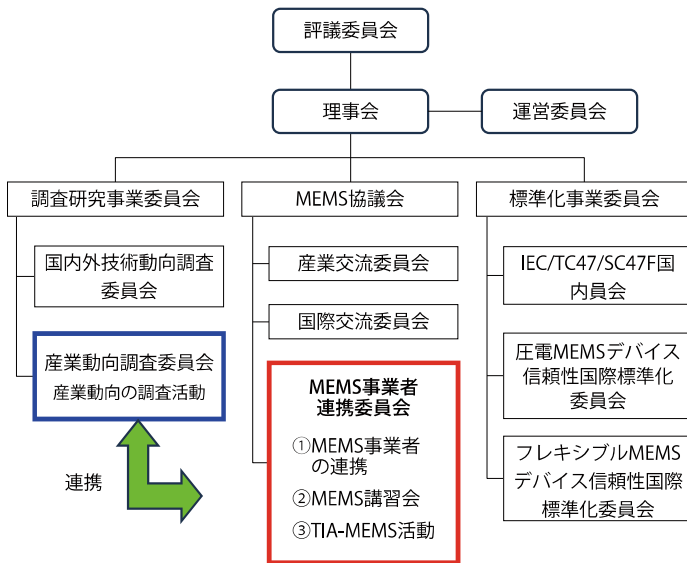 評議委員会
理事会
運営委員会
調査研究事業委員会
国内外技術動向調査
委員会
産業動向調査委員会
産業動向の調査活動
連携
MEMS協議会
産業交流委員会
国際交流委員会
MEMS事業者
連携委員会
①MEMS事業者
の連携
②MEMS講習会
③TIA-MEMS活動
標準化事業委員会
IEC/TC47/SC47F国
内員会
圧電MEMSデバイス
信頼性国際標準化
委員会
フレキシブルMEMS
デバイス信頼性国際
標準化委員会